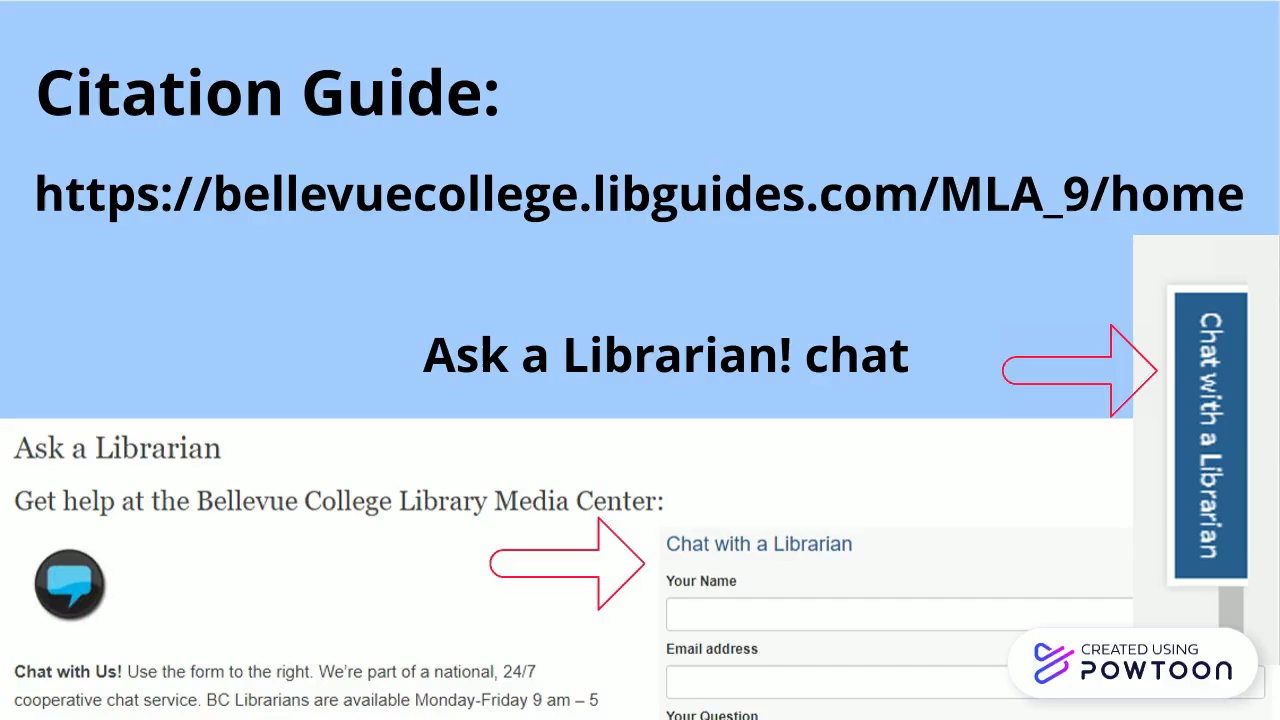 Citation Guide:
https://bellevuecollege.libguides.com/MLA_9/home
Ask a Librarian! chat
Chat with a Librarian
Ask a Librarian
Get help at the Bellevue College Library Media Center:
Chat with a Librarian
Your Name
Email address
Your Question
Chat with Us! Use the form to the right. We’re part of a national, 24/7
cooperative chat service. BC Librarians are available Monday-Friday 9 am – 5
CREATED USING
POWTOON